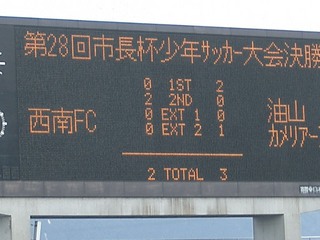 第28回市長杯少年サッカー大会決勝
0 1ST 2
2 2ND 0
西南FC 0 EXT 1 0 油山
0 EXT 2 1 カメリアーズ
2 TOTAL 3